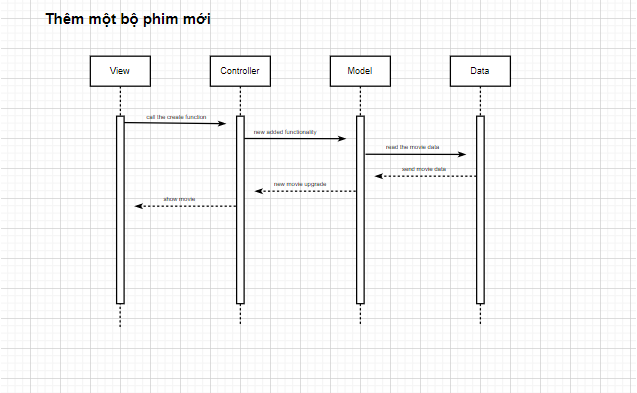 Thêm một bộ phim mới
View
Controller
Model
Data
call the create function
new added functionality
read the movie data
send movie data
new movie upgrade
show movie